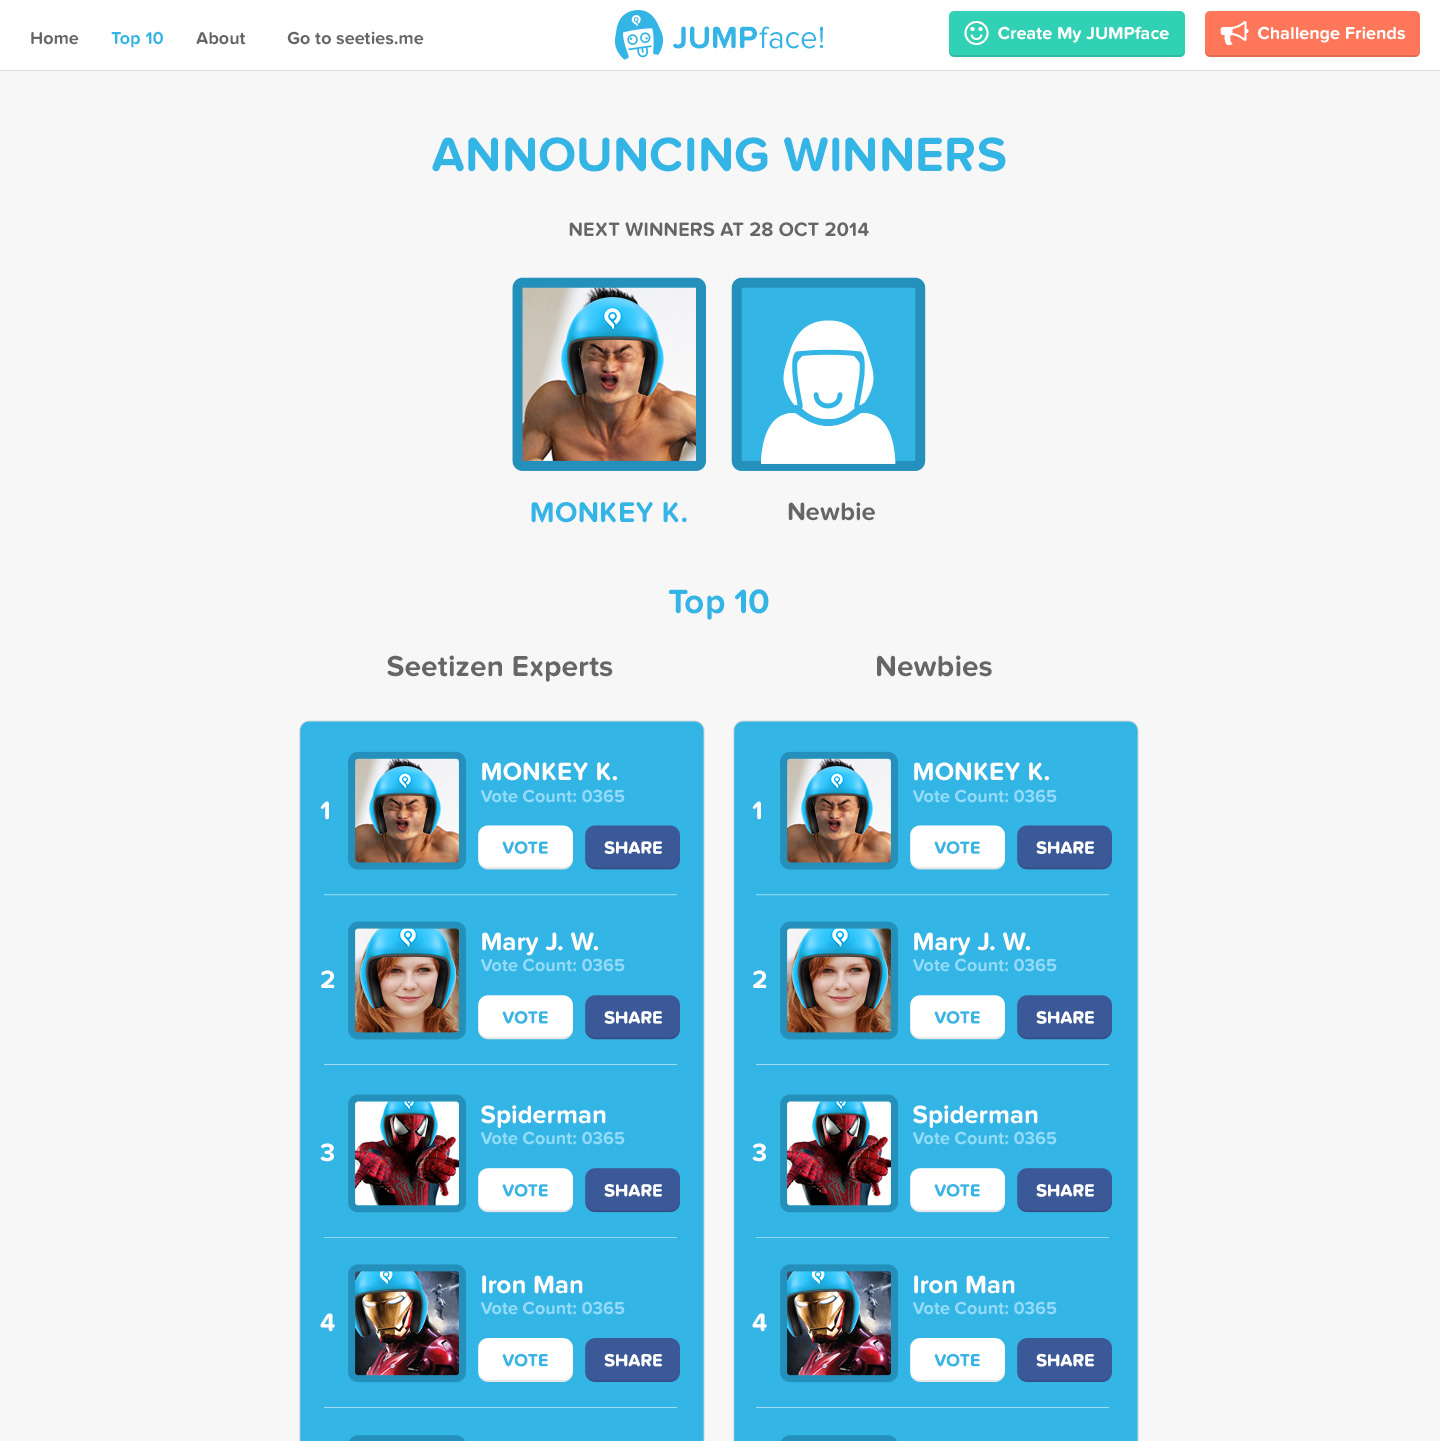 Home Top 10 About Go to seeties.me JUMPface! Create My JUMPface Challenge Friends
ANNOUNCING WINNERS
NEXT WINNERS AT 28 OCT 2014
MONKEY K. Newbie
Top 10
Seetizen Experts Newbies
1 MONKEY K.
Vote Count: 0365
VOTE SHARE
2 Mary J. W.
Vote Count: 0365
VOTE SHARE
3 Spiderman
Vote Count: 0365
VOTE SHARE
4 Iron Man
Vote Count: 0365
VOTE SHARE
1 MONKEY K.
Vote Count: 0365
VOTE SHARE
2 Mary J. W.
Vote Count: 0365
VOTE SHARE
3 Spiderman
Vote Count: 0365
VOTE SHARE
4 Iron Man
Vote Count: 0365
VOTE SHARE